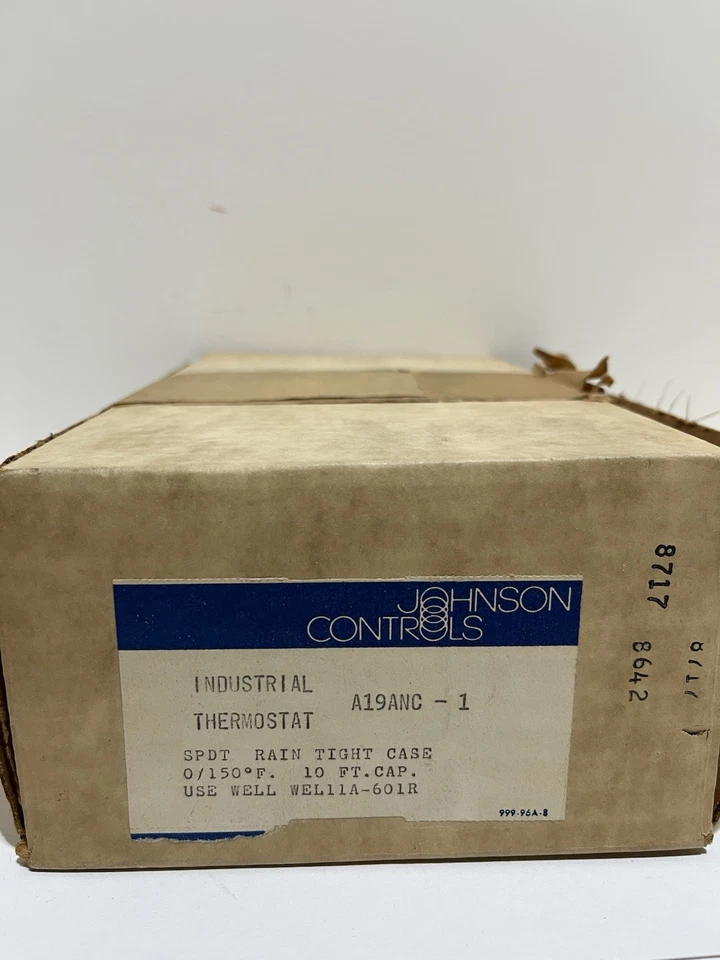 JOHNSON
CONTROLS
INDUSTRIAL
THERMOSTAT
A19ANC - 1
SPDT RAIN TIGHT CASE
0/150°F. 10 FT.CAP.
USE WELL WEL11A-601R
999-96A-8
8717
8642
8717